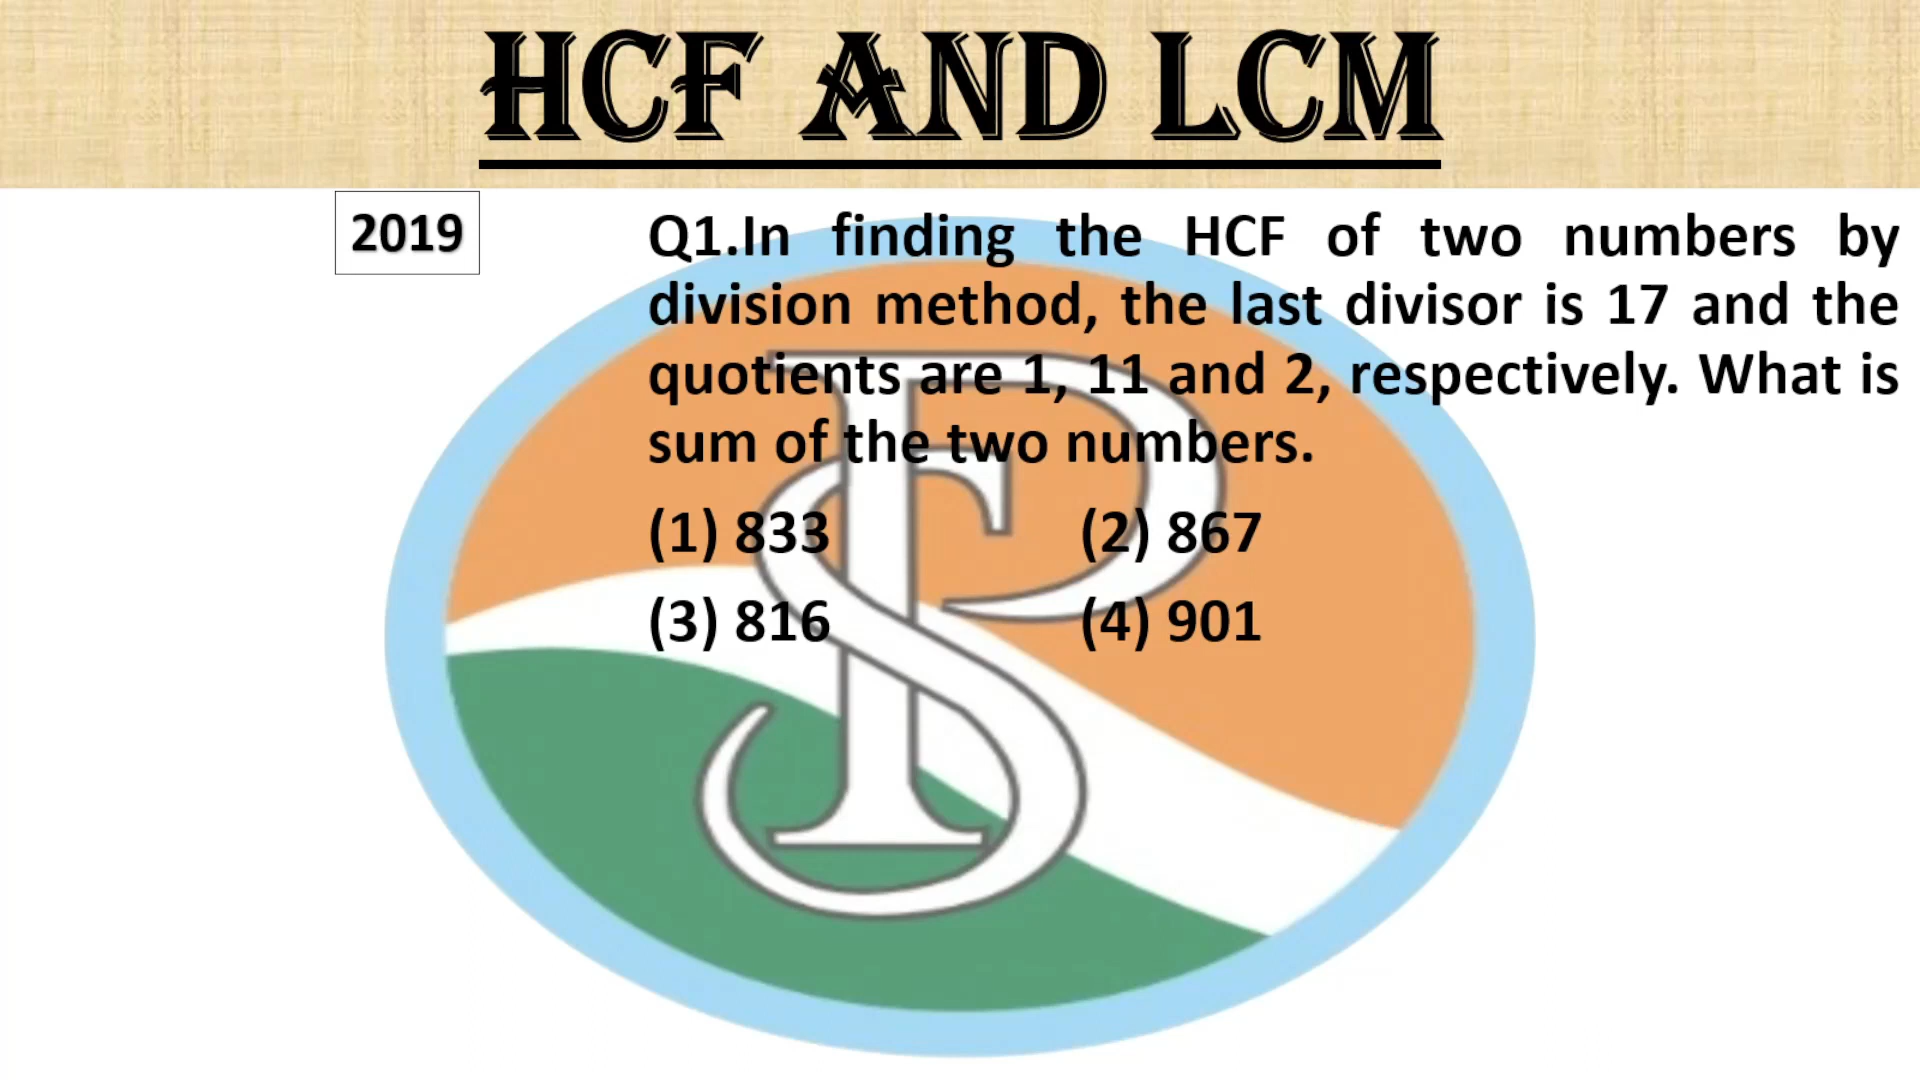 HCF AND LCM
2019
Q1.In finding the HCF of two numbers by
division method, the last divisor is 17 and the
quotients are 1, 11 and 2, respectively. What is
sum of the two numbers.
(1) 833 (2) 867
(3) 816 (4) 901